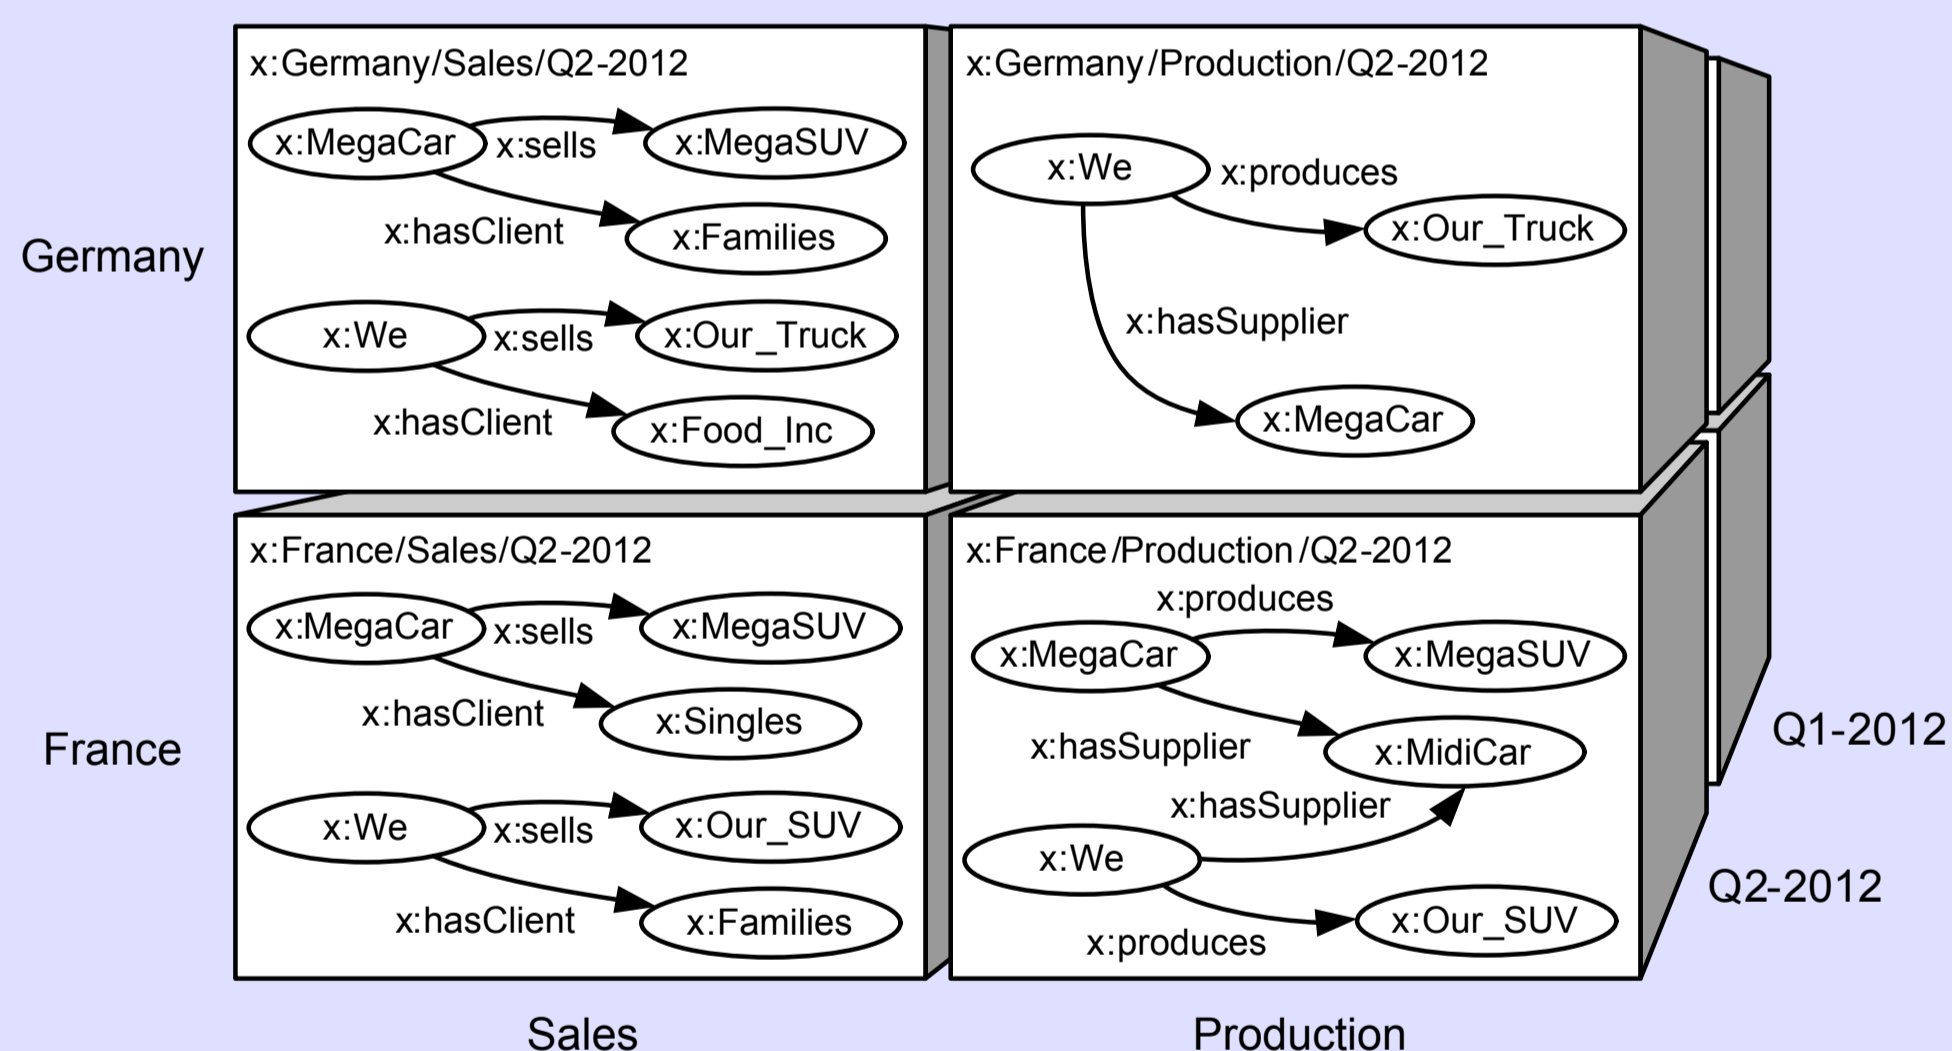 x:Germany/Sales/Q2-2012
x:MegaCar
x:sells
x:MegaSUV
x:hasClient
x:Families
x:We
x:sells
x:Our_Truck
x:hasClient
x:Food_Inc
x:Germany/Production/Q2-2012
x:We
x:produces
x:Our_Truck
x:hasSupplier
x:MegaCar
Germany
x:France/Sales/Q2-2012
x:MegaCar
x:sells
x:MegaSUV
x:hasClient
x:Singles
x:We
x:sells
x:Our_SUV
x:hasClient
x:Families
x:France/Production/Q2-2012
x:produces
x:MegaCar
x:MegaSUV
x:hasSupplier
x:MidiCar
x:hasSupplier
x:We
x:Our_SUV
x:produces
France
Q1-2012
Q2-2012
Sales
Production